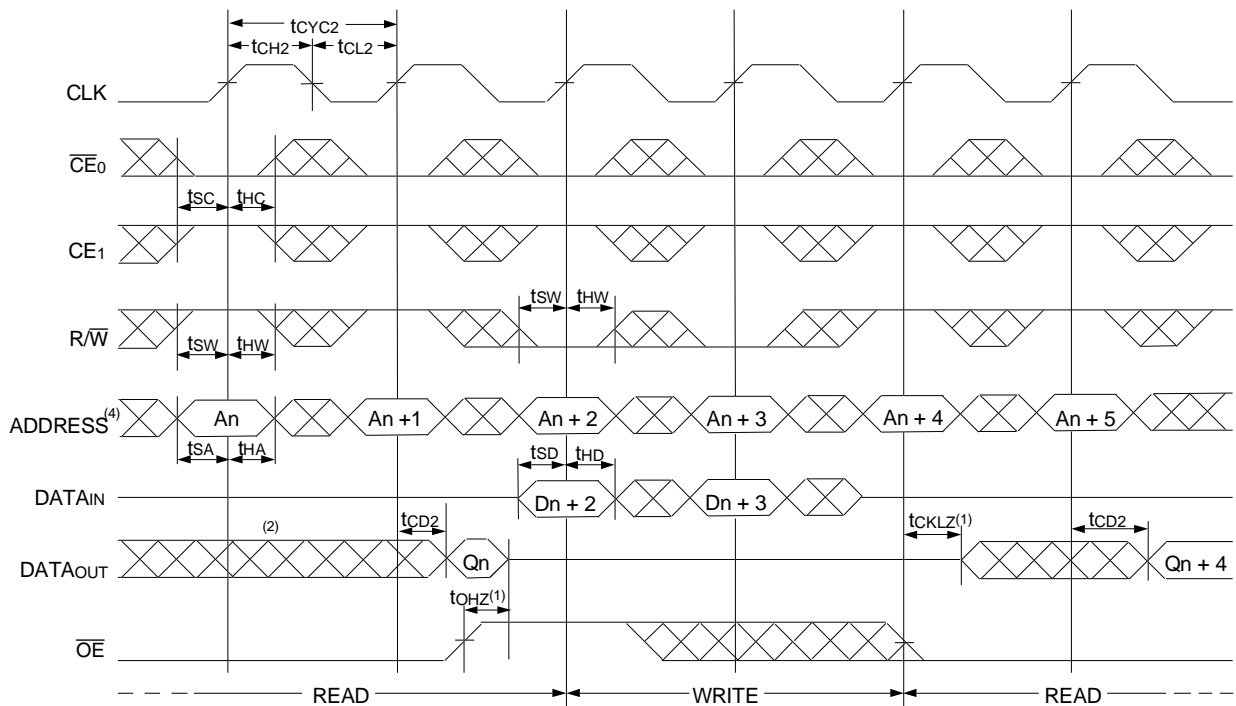 tCYC2
tCH2 tCL2
CLK
CE0
tSC tHC
CE1
tSW tHW
R/W
tSW tHW
ADDRESS(4) An An +1 An + 2 An + 3 An + 4 An + 5
tSA tHA tSD tHD
DATAIN Dn + 2 Dn + 3
(2) tCD2 tCKLZ(1) tCD2
DATAOUT Qn Qn + 4
tOHZ(1)
OE
READ WRITE READ